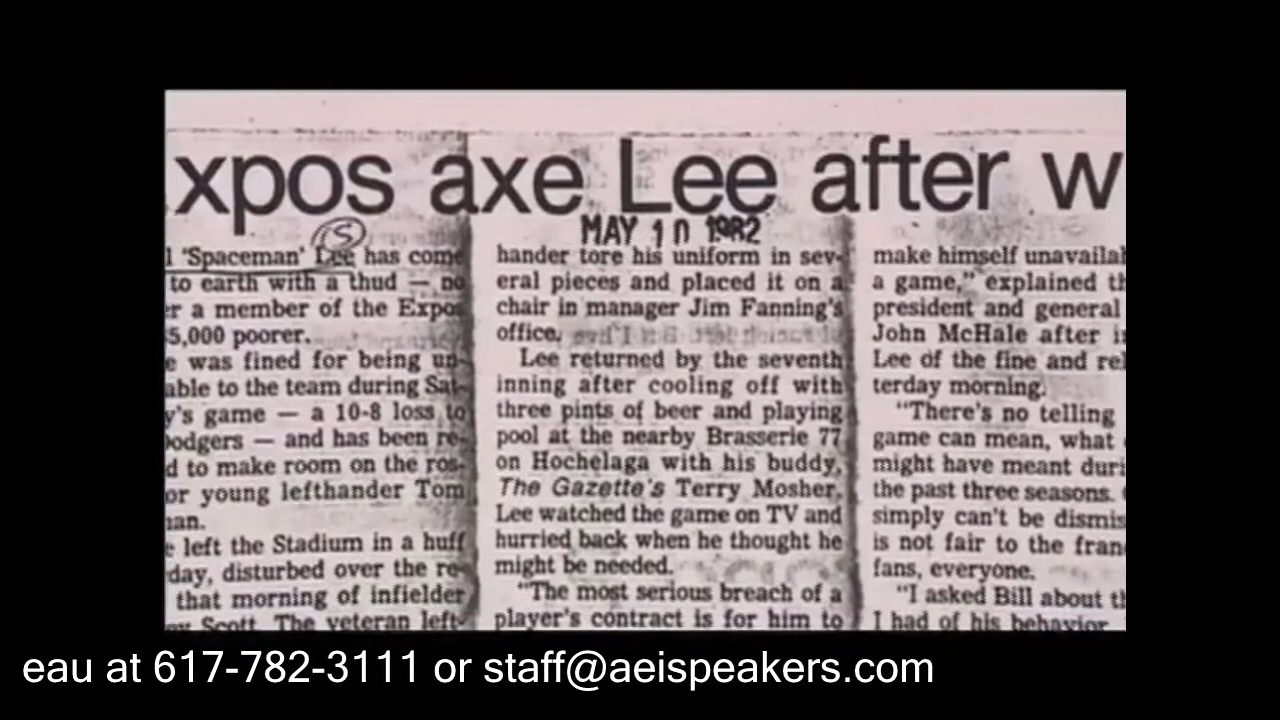 xpos axe Lee after w
MAY 10 1982
5
l 'Spaceman' Lee has come
to earth with a thud — no
r a member of the Expos
5,000 poorer.
e was fined for being un-
able to the team during Sat-
y's game — a 10-8 loss to
odgers — and has been re-
d to make room on the ros-
or young lefthander Tom
an.
e left the Stadium in a huff
day, disturbed over the re-
that morning of infielder
ey Scott. The veteran left-
hander tore his uniform in sev-
eral pieces and placed it on a
chair in manager Jim Fanning's
office.
Lee returned by the seventh
inning after cooling off with
three pints of beer and playing
pool at the nearby Brasserie 77
on Hochelaga with his buddy,
The Gazette's Terry Mosher.
Lee watched the game on TV and
hurried back when he thought he
might be needed.
"The most serious breach of a
player's contract is for him to
make himself unavailal
a game," explained th
president and general
John McHale after i
Lee of the fine and rel
terday morning.
"There's no telling
game can mean, what
might have meant duri
the past three seasons.
simply can't be dismis
is not fair to the fran
fans, everyone.
"I asked Bill about th
I had of his behavior
eau at 617-782-3111 or staff@aeispeakers.com